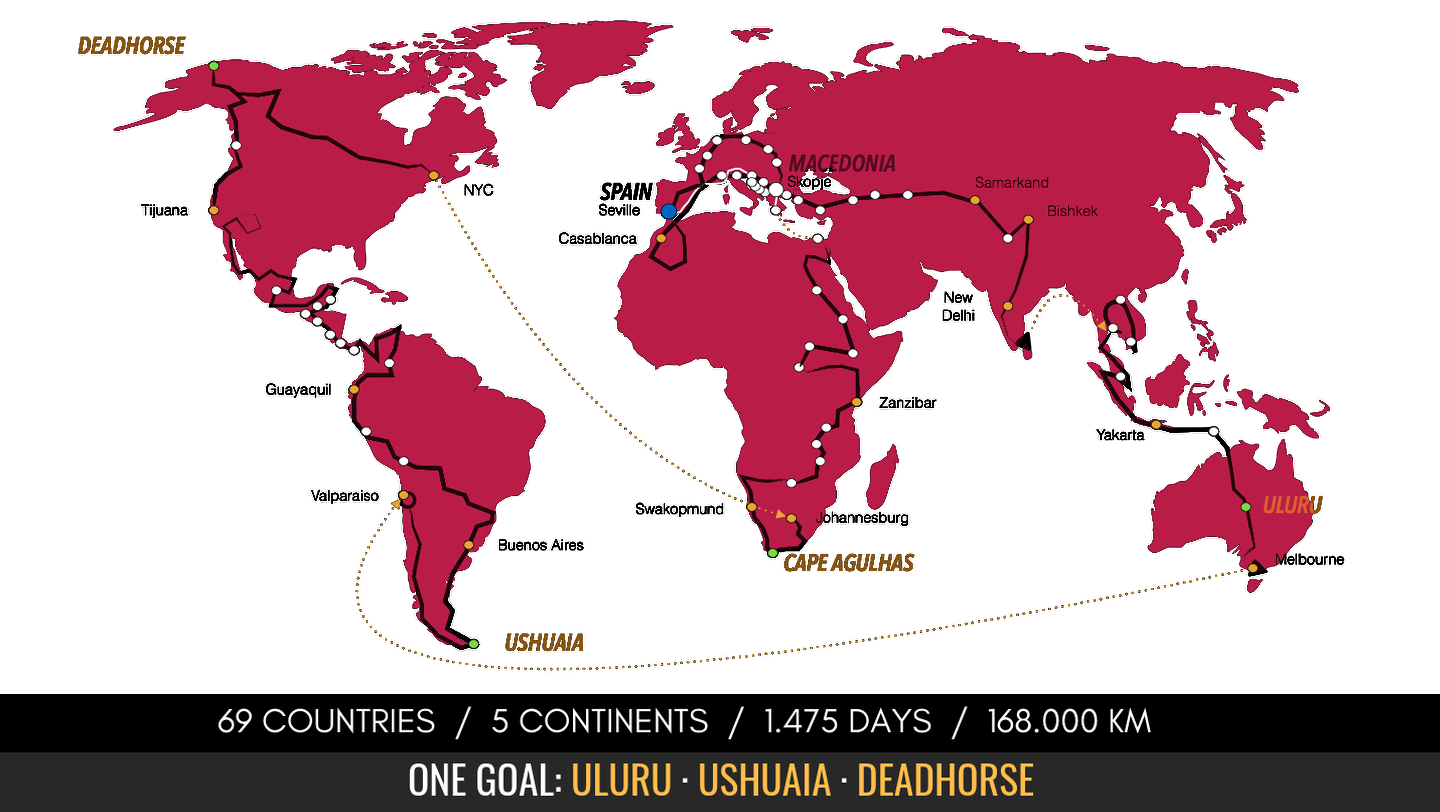 DEADHORSE
MACEDONIA
Skopje
Samarkand
SPAIN
NYC
Tijuana
Seville
Bishkek
Casablanca
New
Delhi
Guayaquil
Zanzibar
Yakarta
Valparaiso
Swakopmund
ULURU
Johannesburg
Buenos Aires
CAPE AGULHAS
Melbourne
USHUAIA
69 COUNTRIES / 5 CONTINENTS / 1.475 DAYS / 168.000 KM
ONE GOAL: ULURU · USHUAIA · DEADHORSE